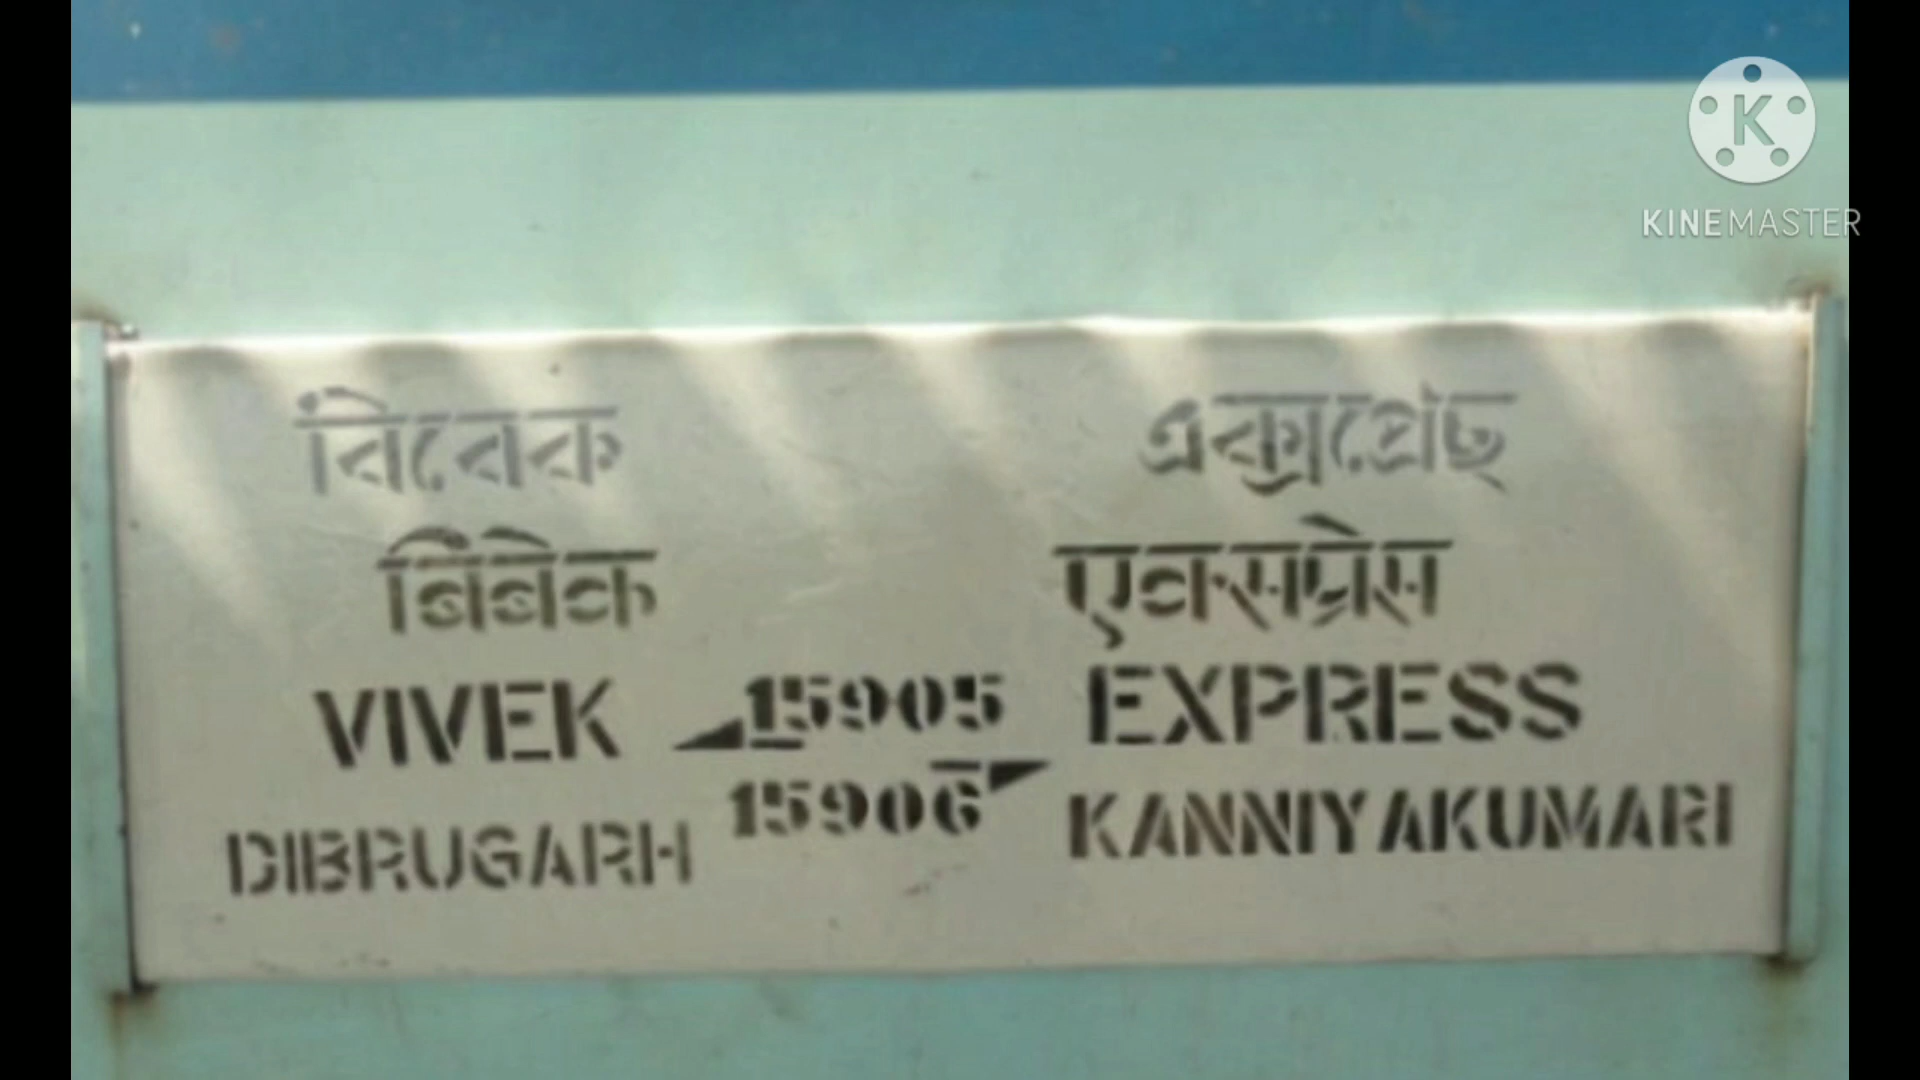 KINEMASTER
বিবেক এক্সপ্ৰেছ
बिबेक एक्सप्रेस
VIVEK 15905 EXPRESS
DIBRUGARH 15906 KANNIYAKUMARI